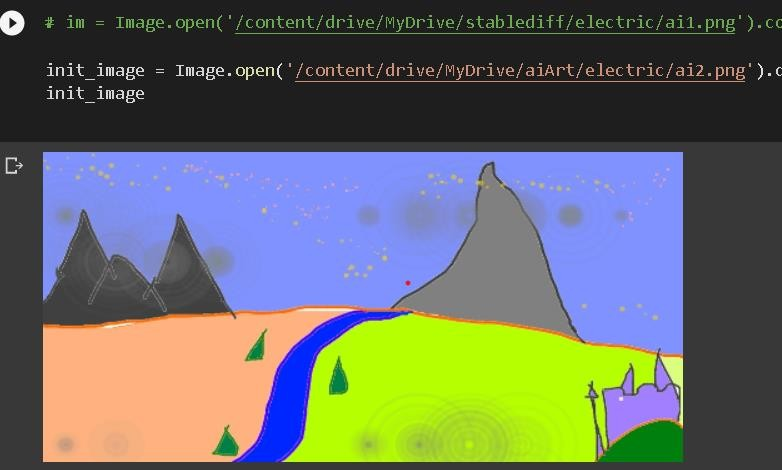 # im = Image.open('/content/drive/MyDrive/stablediff/electric/ai1.png').co
init_image = Image.open('/content/drive/MyDrive/aiArt/electric/ai2.png').c
init_image